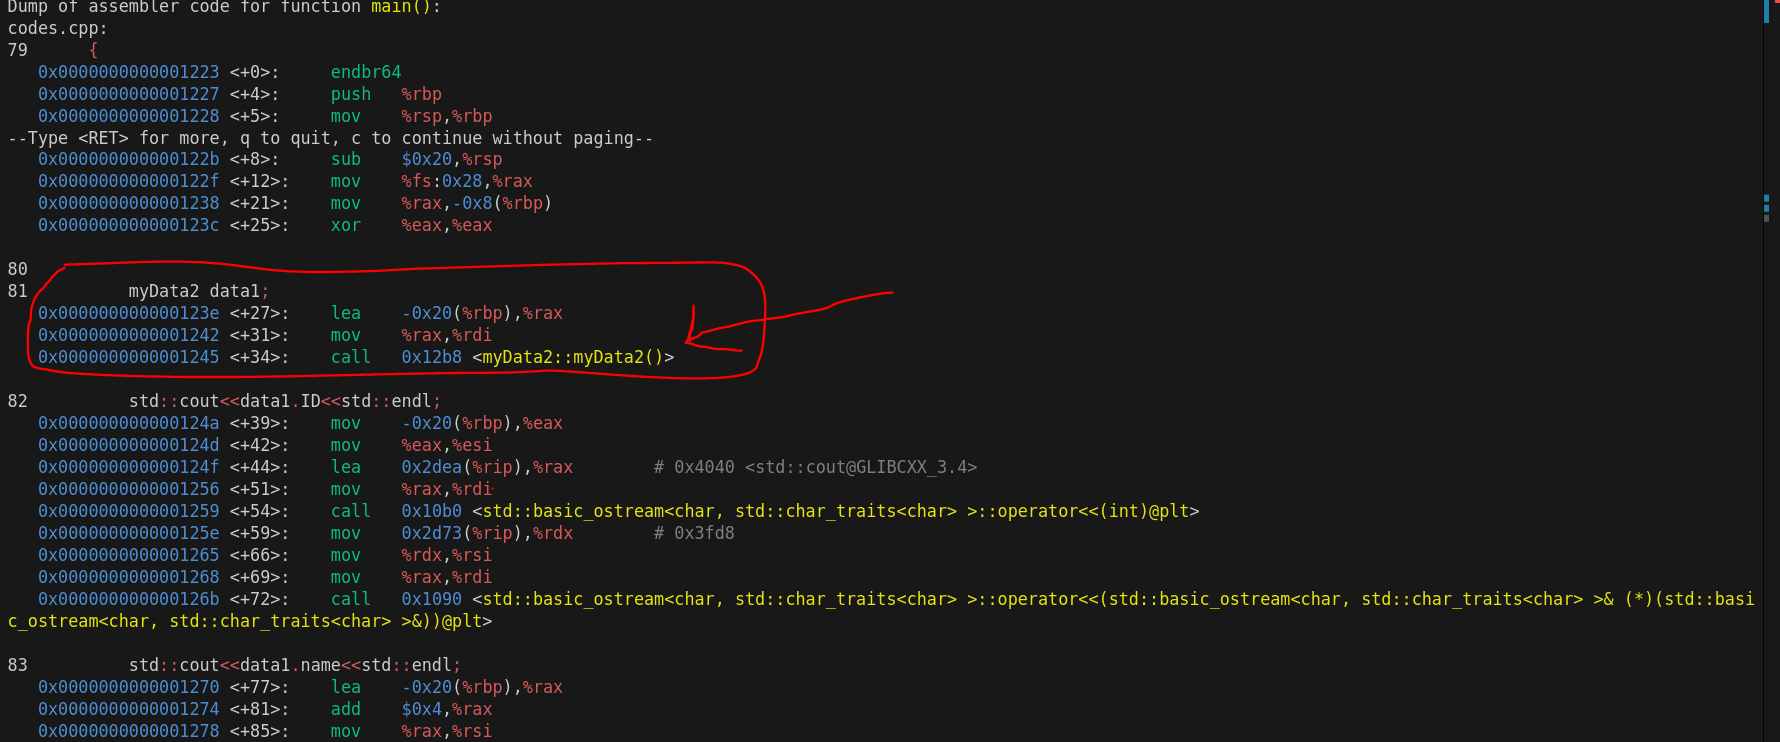 Dump of assembler code for function main():
codes.cpp:
79      {
   0x0000000000001223 <+0>:     endbr64
   0x0000000000001227 <+4>:     push   %rbp
   0x0000000000001228 <+5>:     mov    %rsp,%rbp
--Type <RET> for more, q to quit, c to continue without paging--
   0x000000000000122b <+8>:     sub    $0x20,%rsp
   0x000000000000122f <+12>:    mov    %fs:0x28,%rax
   0x0000000000001238 <+21>:    mov    %rax,-0x8(%rbp)
   0x000000000000123c <+25>:    xor    %eax,%eax
80
81          myData2 data1;
   0x000000000000123e <+27>:    lea    -0x20(%rbp),%rax
   0x0000000000001242 <+31>:    mov    %rax,%rdi
   0x0000000000001245 <+34>:    call   0x12b8 <myData2::myData2()>
82          std::cout<<data1.ID<<std::endl;
   0x000000000000124a <+39>:    mov    -0x20(%rbp),%eax
   0x000000000000124d <+42>:    mov    %eax,%esi
   0x000000000000124f <+44>:    lea    0x2dea(%rip),%rax        # 0x4040 <std::cout@GLIBCXX_3.4>
   0x0000000000001256 <+51>:    mov    %rax,%rdi
   0x0000000000001259 <+54>:    call   0x10b0 <std::basic_ostream<char, std::char_traits<char> >::operator<<(int)@plt>
   0x000000000000125e <+59>:    mov    0x2d73(%rip),%rdx        # 0x3fd8
   0x0000000000001265 <+66>:    mov    %rdx,%rsi
   0x0000000000001268 <+69>:    mov    %rax,%rdi
   0x000000000000126b <+72>:    call   0x1090 <std::basic_ostream<char, std::char_traits<char> >::operator<<(std::basic_ostream<char, std::char_traits<char> >& (*)(std::basi
c_ostream<char, std::char_traits<char> >&))@plt>
83          std::cout<<data1.name<<std::endl;
   0x0000000000001270 <+77>:    lea    -0x20(%rbp),%rax
   0x0000000000001274 <+81>:    add    $0x4,%rax
   0x0000000000001278 <+85>:    mov    %rax,%rsi